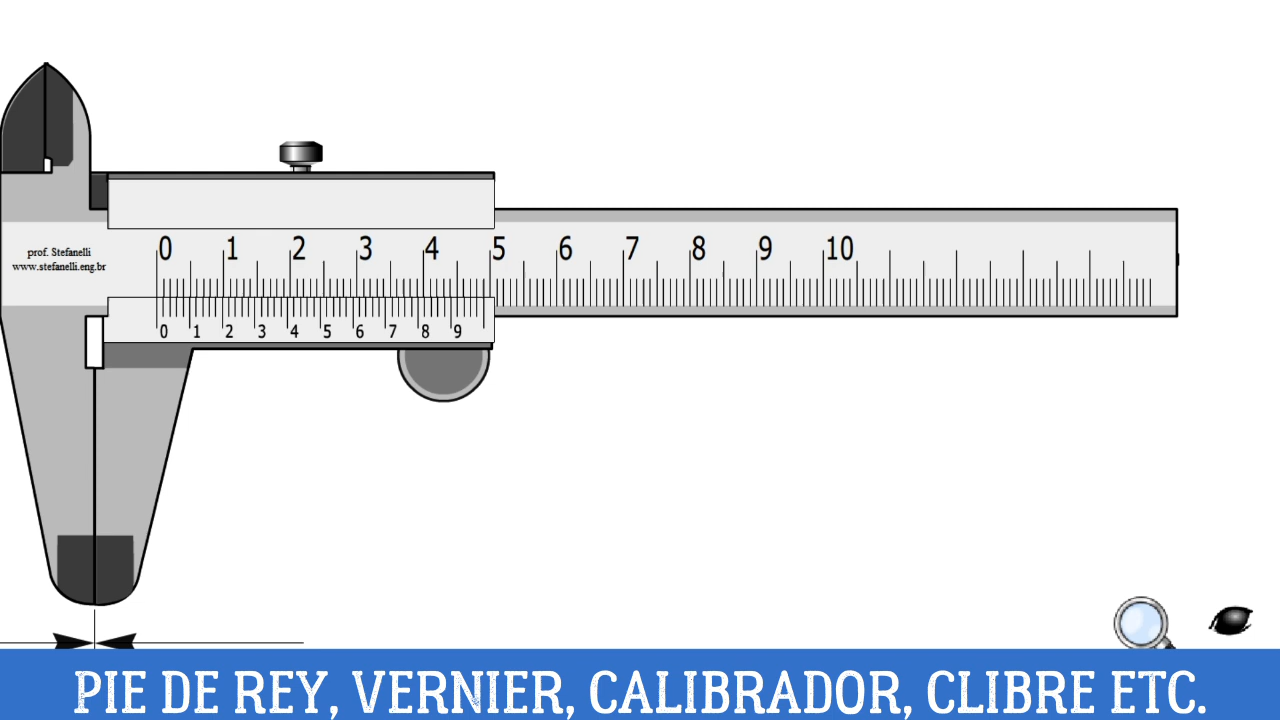 0 1 2 3 4 5 6 7 8 9 10
prof. Stefanelli
www.stefanelli.eng.br
0 1 2 3 4 5 6 7 8 9
PIE DE REY, VERNIER, CALIBRADOR, CLIBRE ETC.